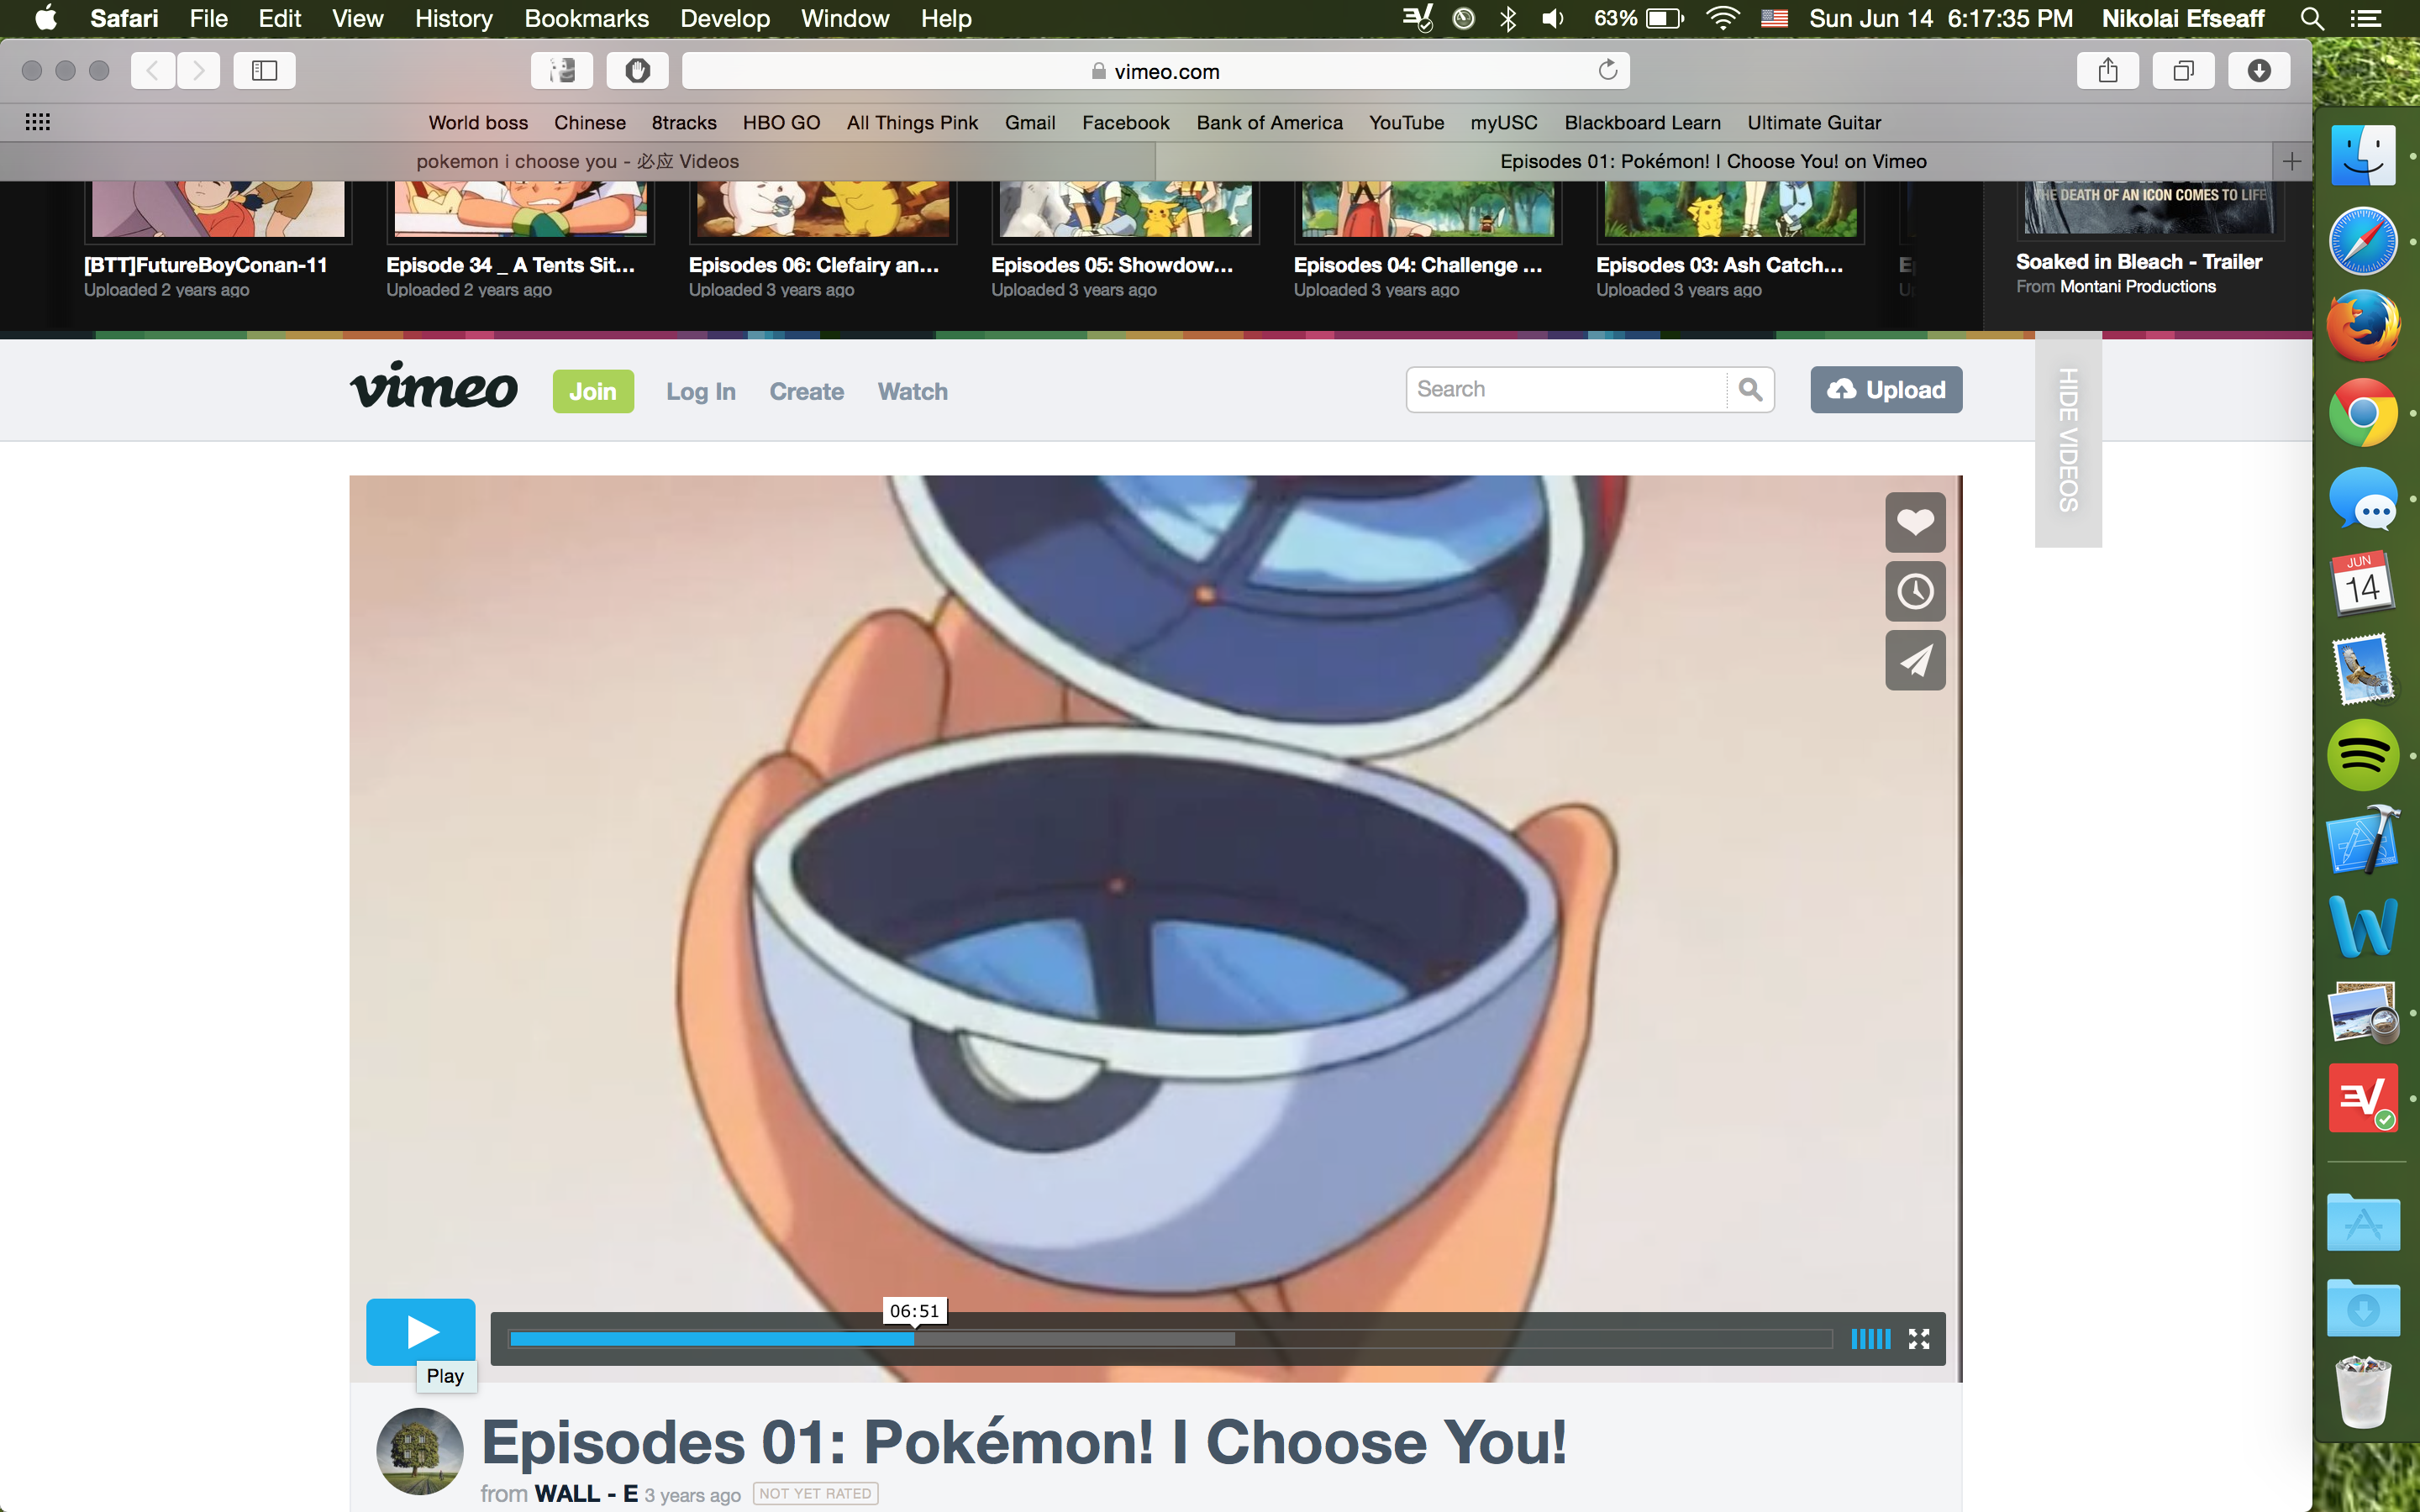 Safari File Edit View History Bookmarks Develop Window Help 63% Sun Jun 14 6:17:35 PM Nikolai Efseaff
vimeo.com
World boss Chinese 8tracks HBO GO All Things Pink Gmail Facebook Bank of America YouTube myUSC Blackboard Learn Ultimate Guitar
pokemon i choose you - 必应 Videos
Episodes 01: Pokémon! I Choose You! on Vimeo
THE DEATH OF AN ICON COMES TO LIFE
[BTT]FutureBoyConan-11
Uploaded 2 years ago
Episode 34 _ A Tents Sit...
Uploaded 2 years ago
Episodes 06: Clefairy an...
Uploaded 3 years ago
Episodes 05: Showdow...
Uploaded 3 years ago
Episodes 04: Challenge ...
Uploaded 3 years ago
Episodes 03: Ash Catch...
Uploaded 3 years ago
Soaked in Bleach - Trailer
From Montani Productions
vimeo Join Log In Create Watch Search Upload
HIDE VIDEOS
JUN
14
06:51
Play
Episodes 01: Pokémon! I Choose You!
from WALL - E 3 years ago NOT YET RATED